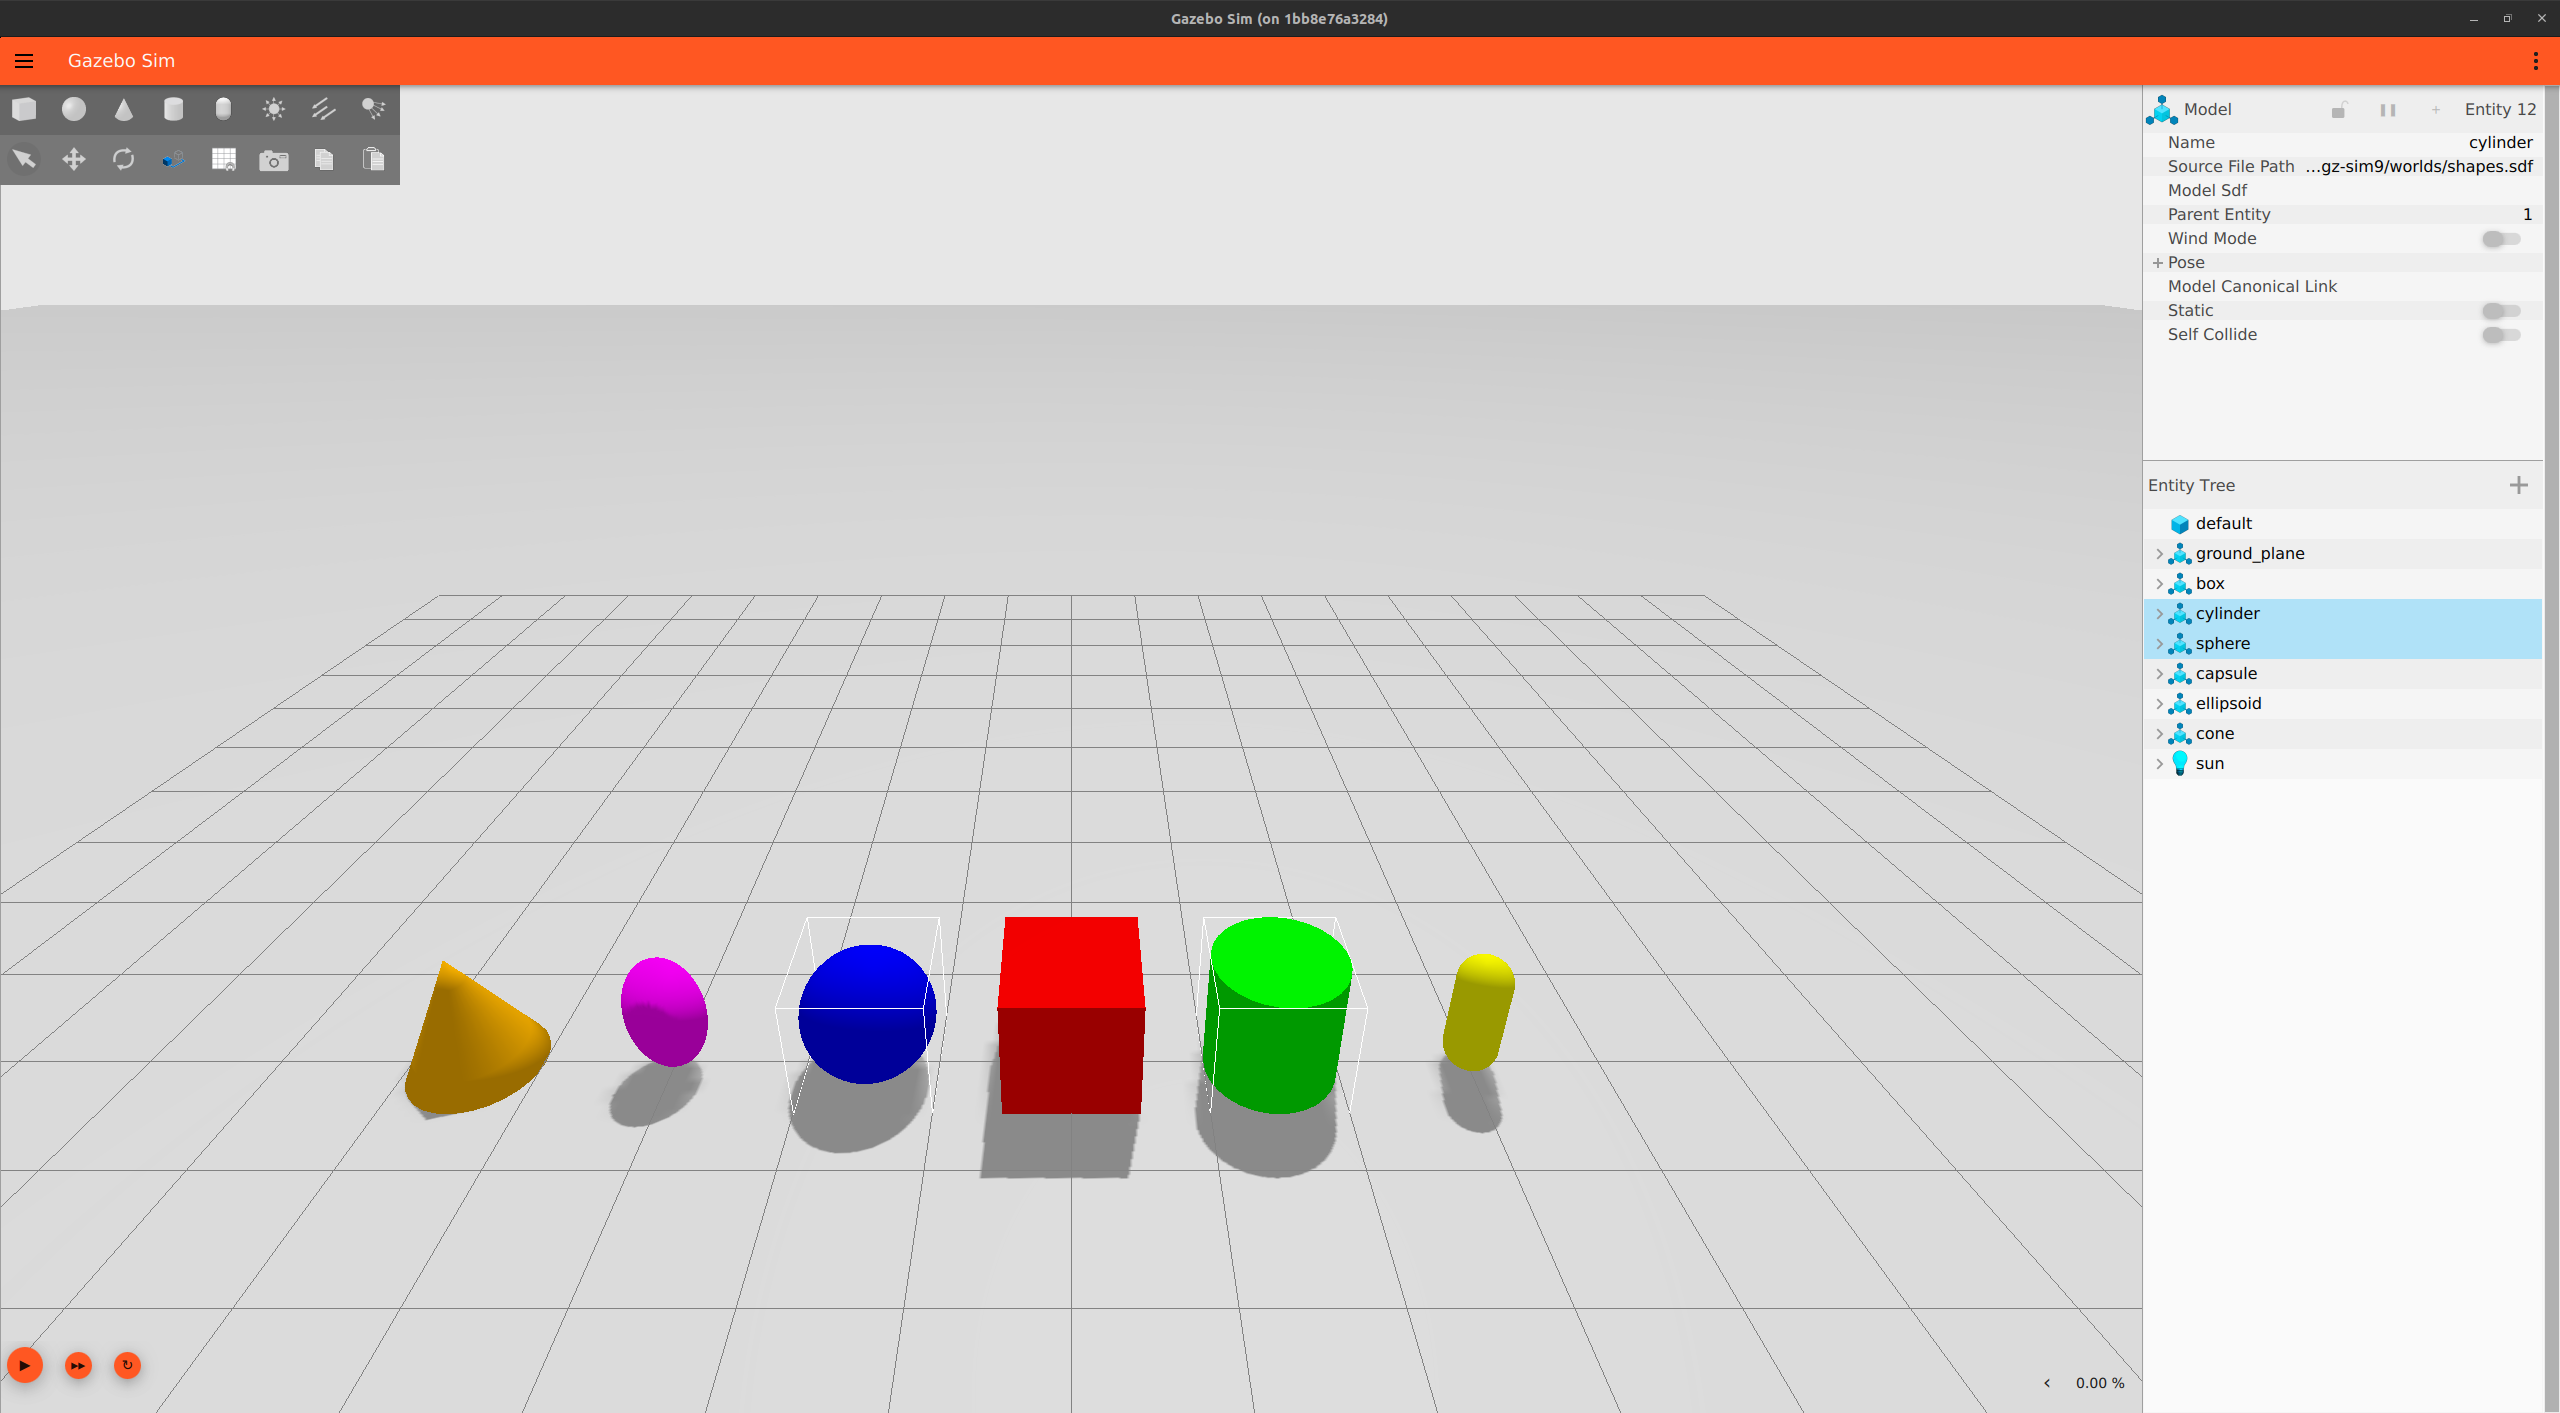 Gazebo Sim (on 1bb8e76a3284)
Gazebo Sim
Model Entity 12
Name cylinder
Source File Path ...gz-sim9/worlds/shapes.sdf
Model Sdf
Parent Entity 1
Wind Mode
Pose
Model Canonical Link
Static
Self Collide
Entity Tree
default
ground_plane
box
cylinder
sphere
capsule
ellipsoid
cone
sun
0.00 %